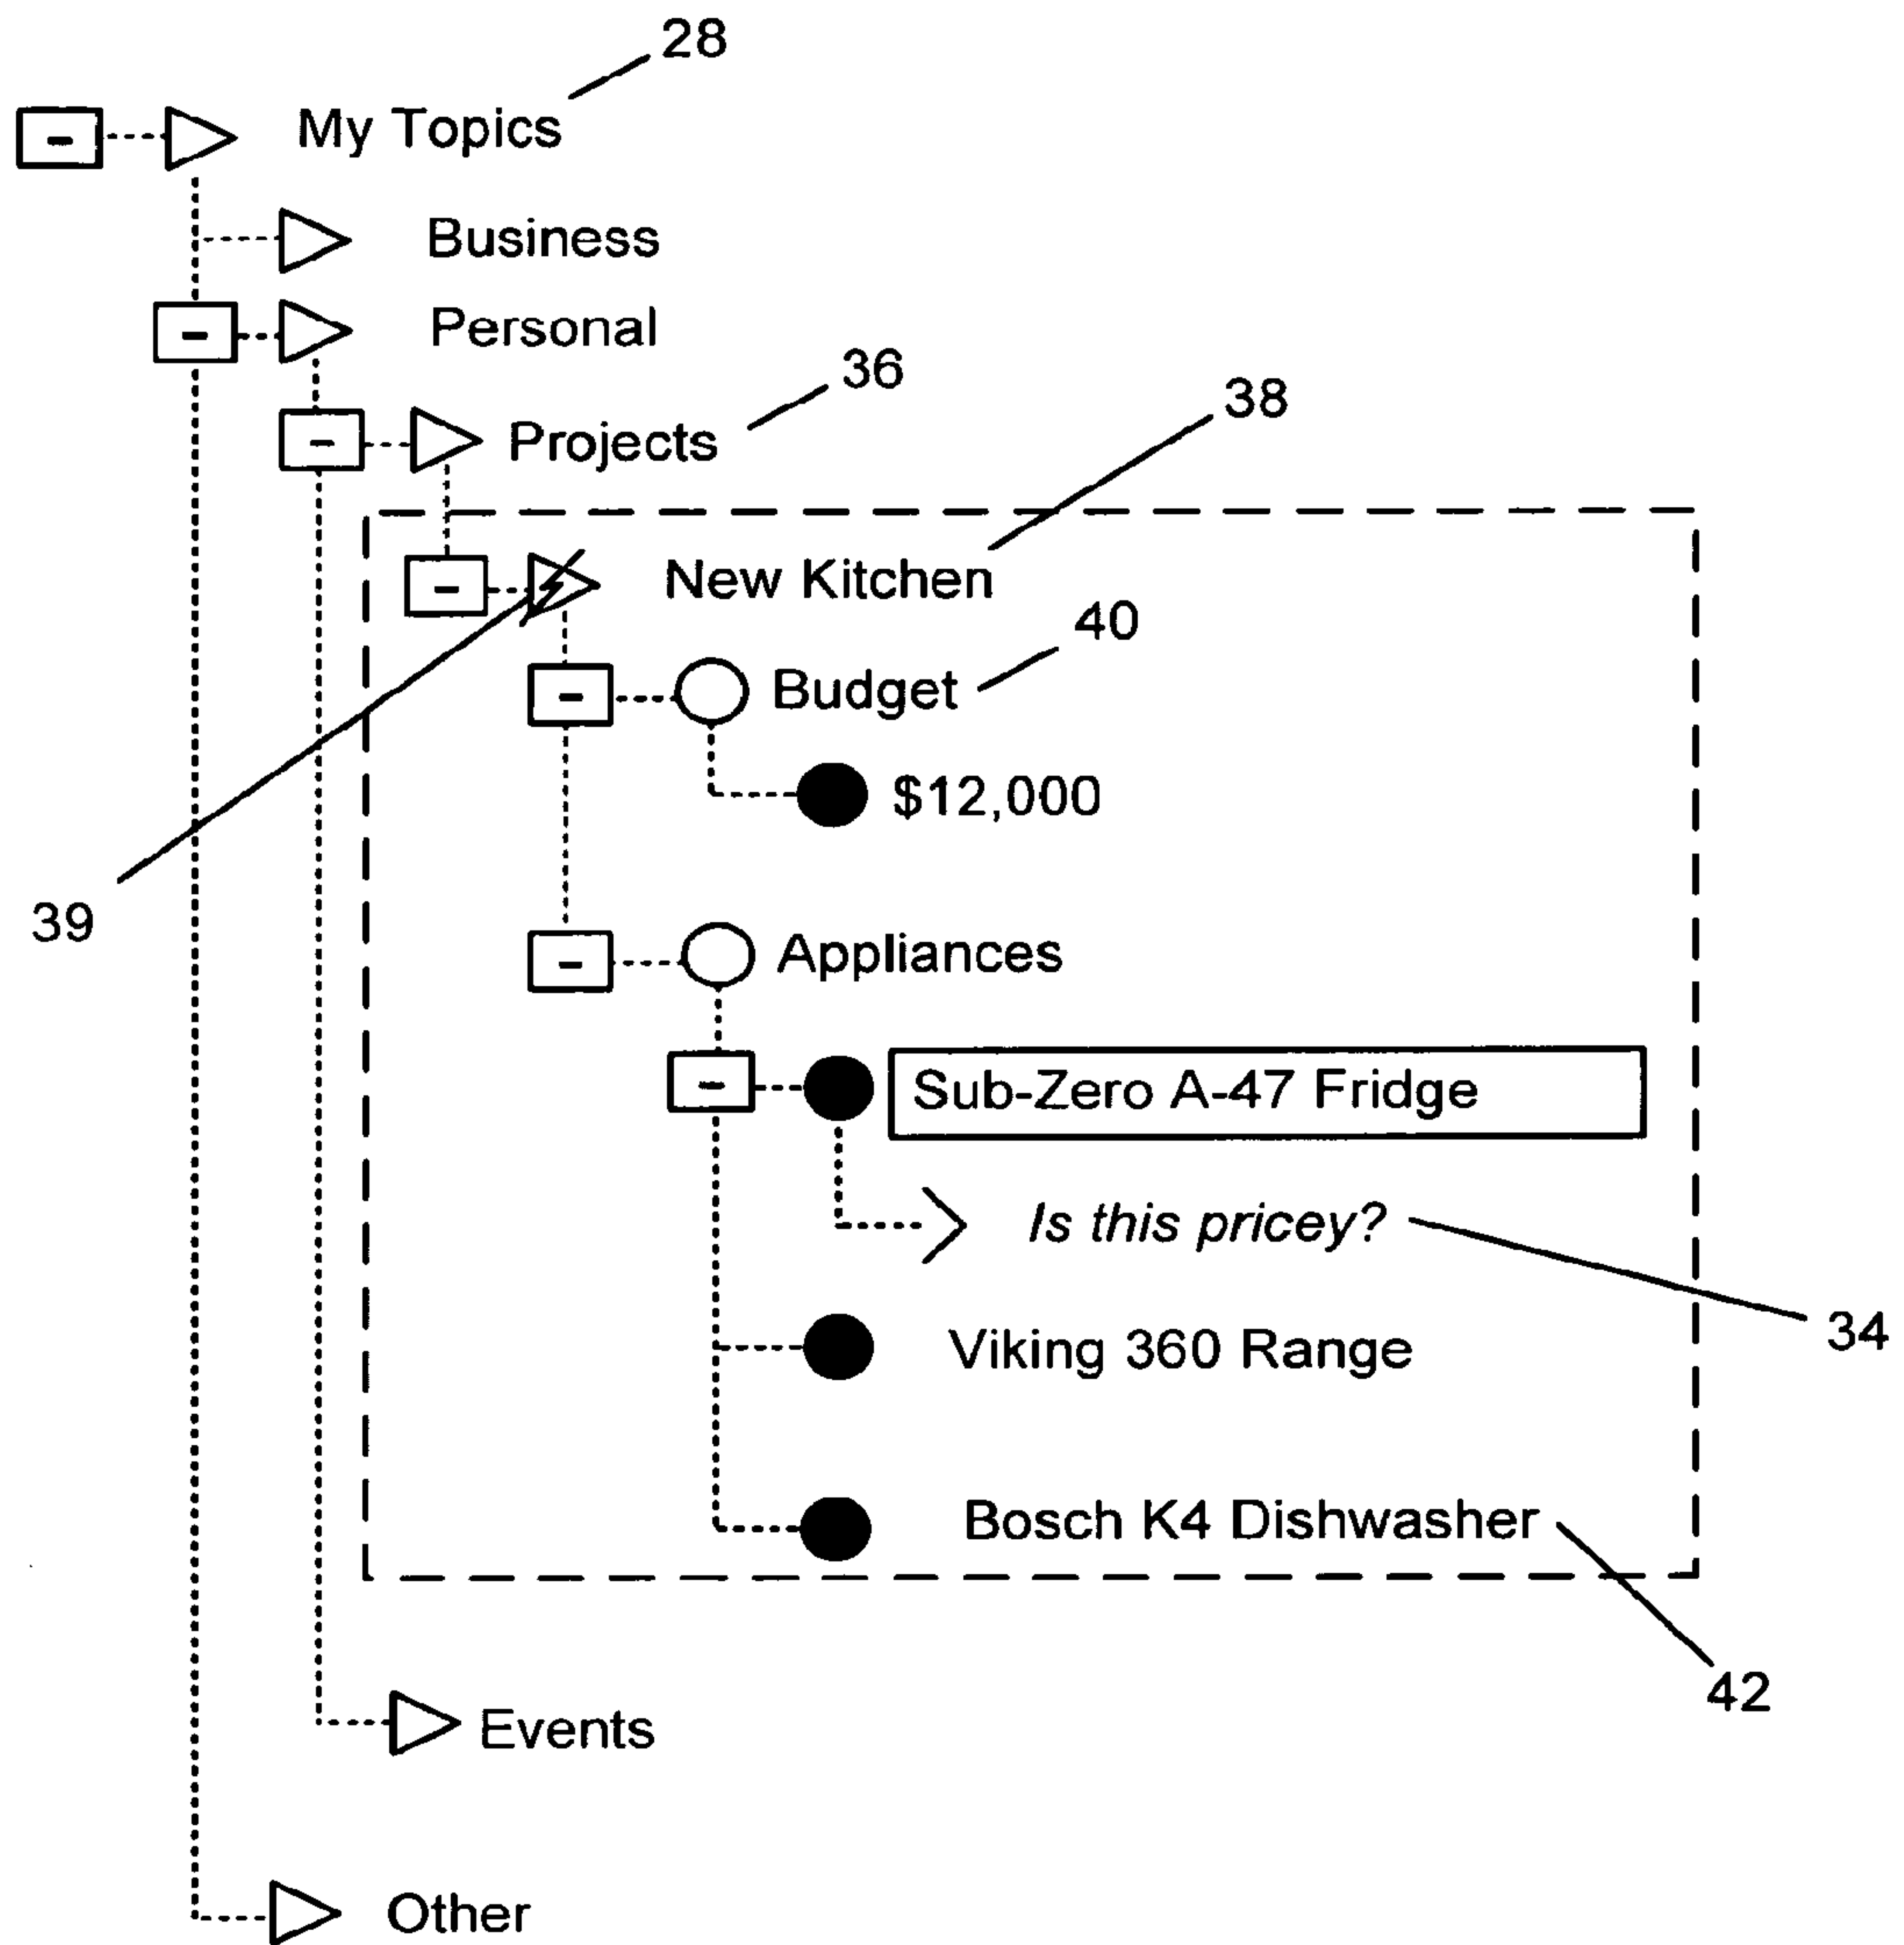 28
My Topics
Business
Personal
36
38
Projects
New Kitchen
40
Budget
$12,000
39
Appliances
Sub-Zero A-47 Fridge
Is this pricey?
34
Viking 360 Range
Bosch K4 Dishwasher
42
Events
Other